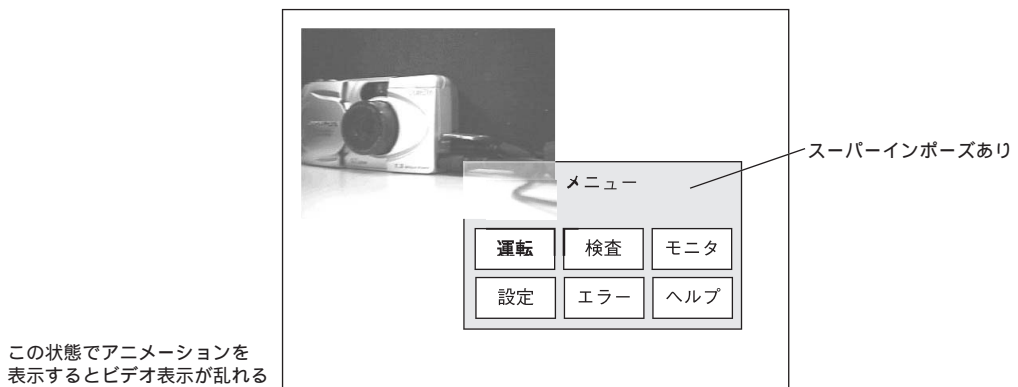 スーパーインポーズあり
メニュー
運転 検査 モニタ
設定 エラー ヘルプ
この状態でアニメーションを
表示するとビデオ表示が乱れる